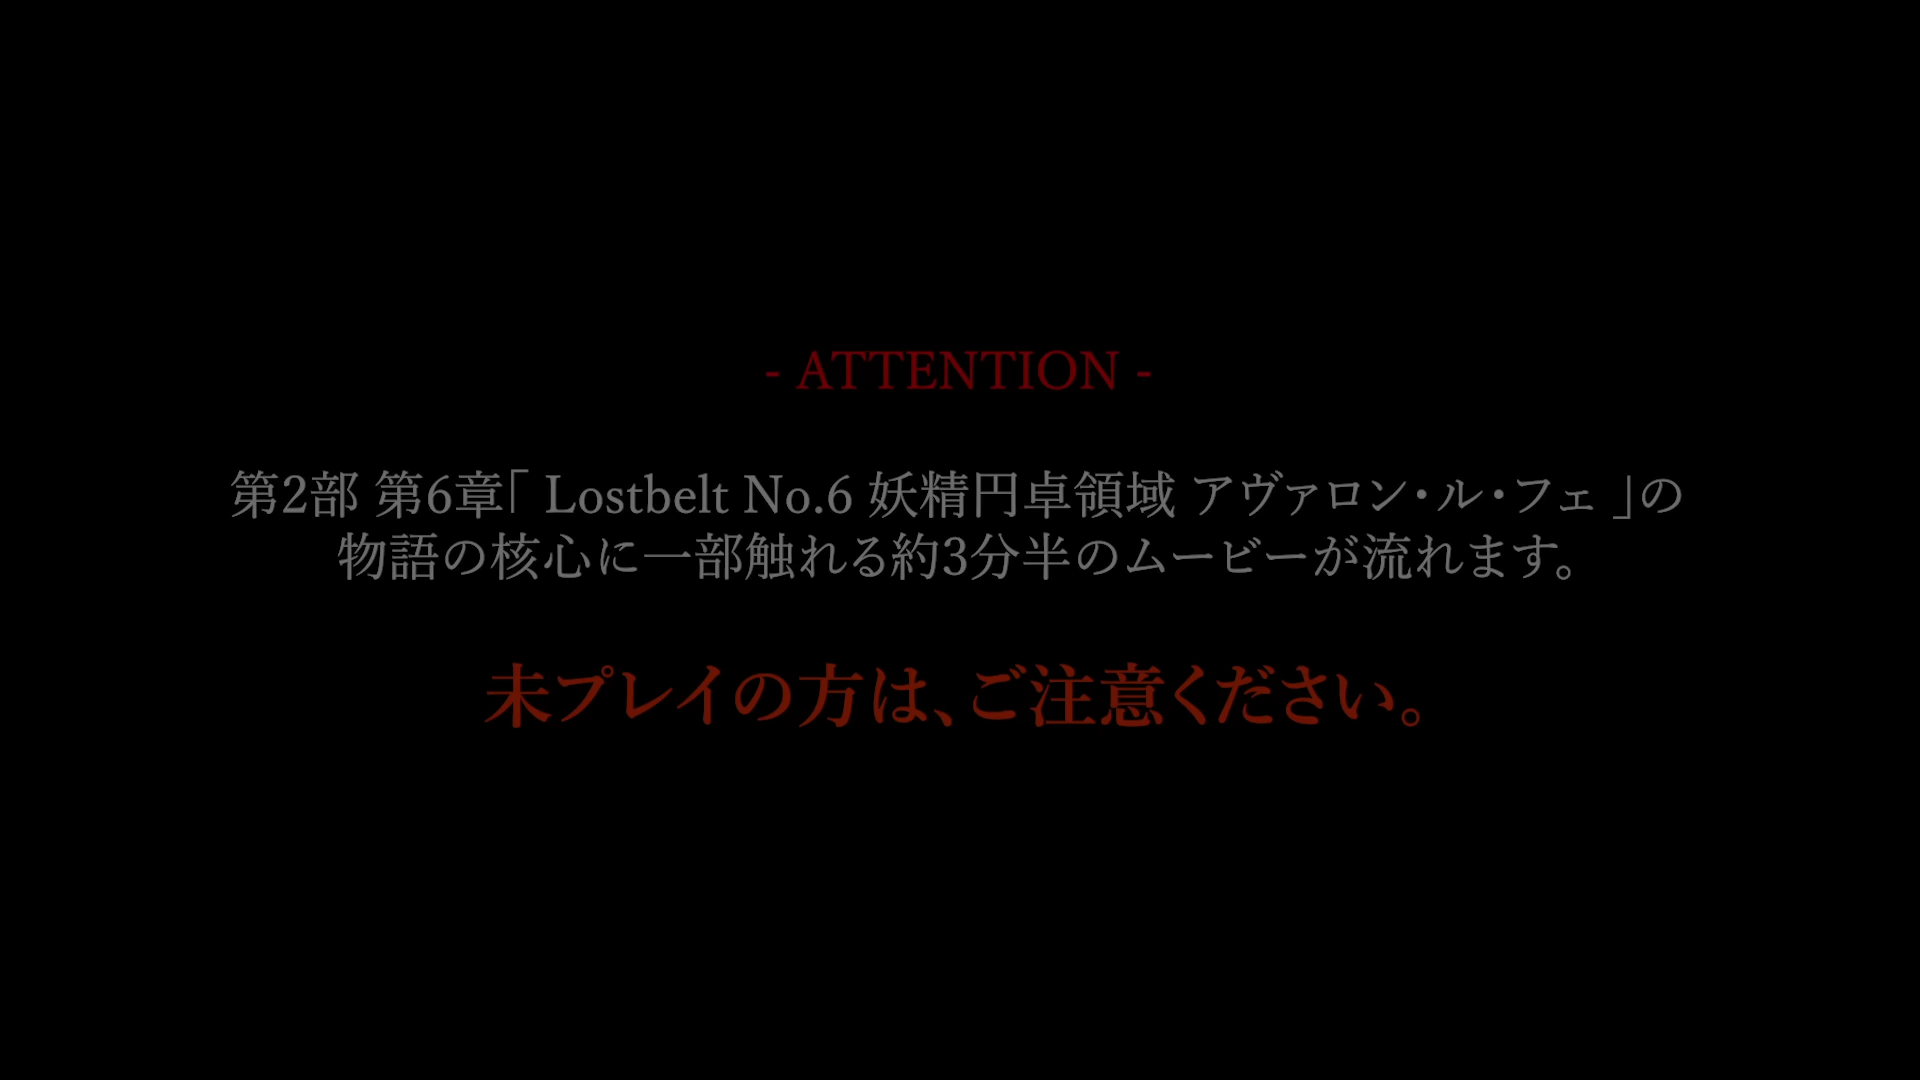 - ATTENTION -
第2部 第6章「 Lostbelt No.6 妖精円卓領域 アヴァロン・ル・フェ 」の
物語の核心に一部触れる約3分半のムービーが流れます。
未プレイの方は、ご注意ください。